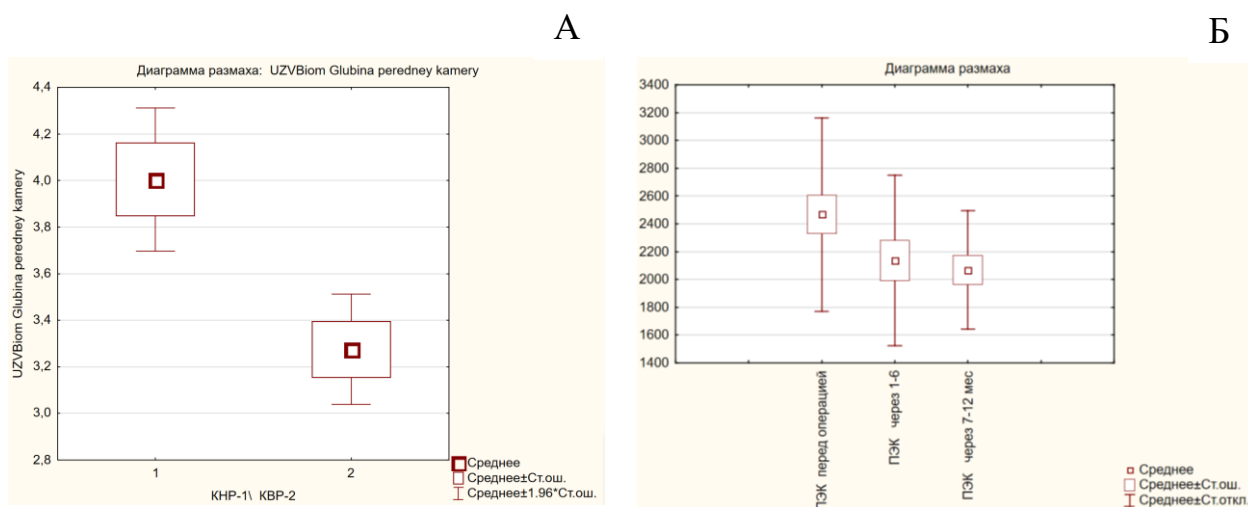 А
Диаграмма размаха: UZVBiom Glubina peredney kamery
UZVBiom Glubina peredney kamery
4,4
4,2
4,0
3,8
3,6
3,4
3,2
3,0
2,8
1
2
КНР-1\ КВР-2
Среднее
Среднее±Ст.ош.
Среднее±1.96*Ст.ош.
Б
Диаграмма размаха
3400
3200
3000
2800
2600
2400
2200
2000
1800
1600
1400
ПЭК перед операцией
ПЭК через 1-6
ПЭК через 7-12 мес
Среднее
Среднее±Ст.ош.
Среднее±Ст.откл.